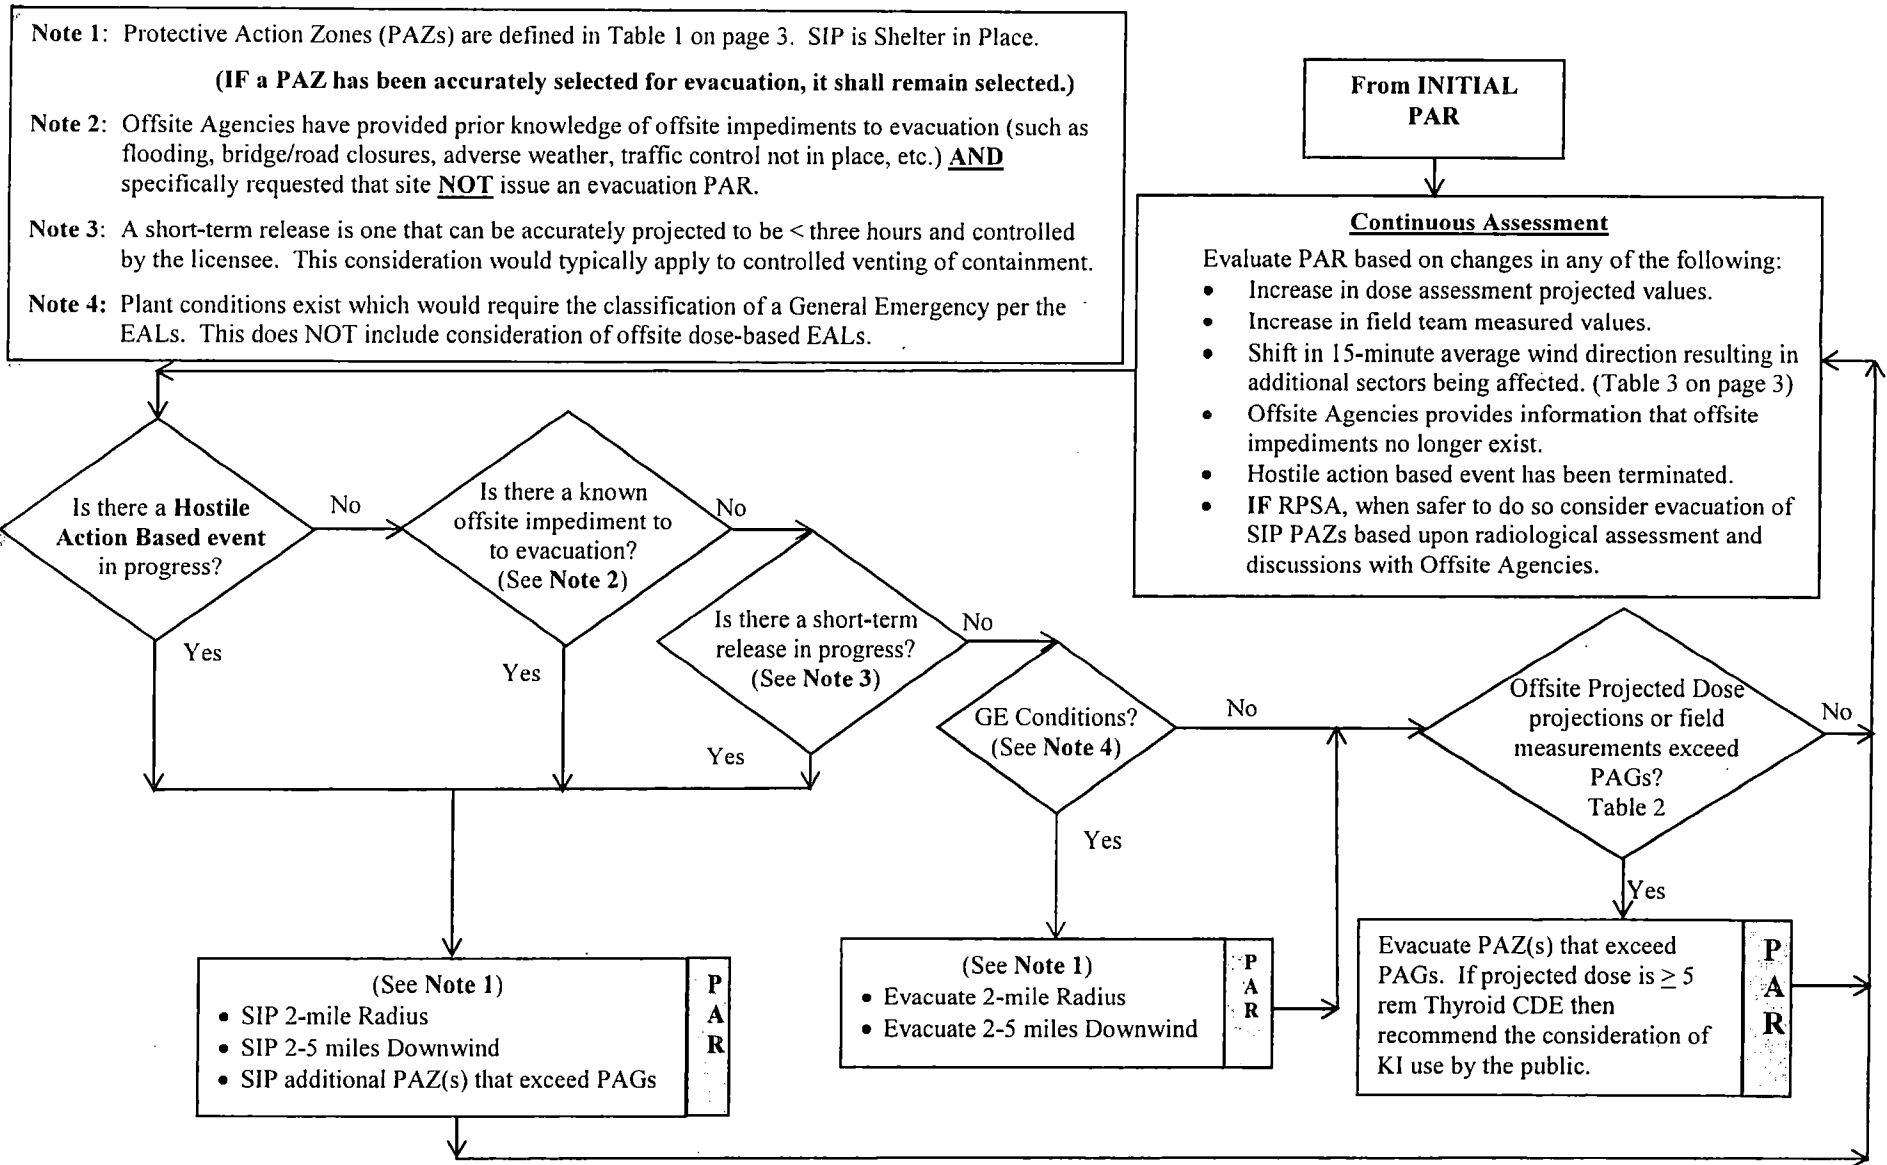 Note 1: Protective Action Zones (PAZs) are defined in Table 1 on page 3. SIP is Shelter in Place.
(IF a PAZ has been accurately selected for evacuation, it shall remain selected.)
Note 2: Offsite Agencies have provided prior knowledge of offsite impediments to evacuation (such as
flooding, bridge/road closures, adverse weather, traffic control not in place, etc.) AND
specifically requested that site NOT issue an evacuation PAR.
Note 3: A short-term release is one that can be accurately projected to be < three hours and controlled
by the licensee. This consideration would typically apply to controlled venting of containment.
Note 4: Plant conditions exist which would require the classification of a General Emergency per the
EALs. This does NOT include consideration of offsite dose-based EALs.
From INITIAL
PAR
Continuous Assessment
Evaluate PAR based on changes in any of the following:
• Increase in dose assessment projected values.
• Increase in field team measured values.
• Shift in 15-minute average wind direction resulting in
additional sectors being affected. (Table 3 on page 3)
• Offsite Agencies provides information that offsite
impediments no longer exist.
• Hostile action based event has been terminated.
• IF RPSA, when safer to do so consider evacuation of
SIP PAZs based upon radiological assessment and
discussions with Offsite Agencies.
Is there a Hostile
Action Based event
in progress?
No
Yes
Is there a known
offsite impediment to
to evacuation?
(See Note 2)
No
Yes
Is there a short-term
release in progress?
(See Note 3)
No
Yes
GE Conditions?
(See Note 4)
No
Yes
Offsite Projected Dose
projections or field
measurements exceed
PAGs?
Table 2
No
Yes
(See Note 1)
• SIP 2-mile Radius
• SIP 2-5 miles Downwind
• SIP additional PAZ(s) that exceed PAGs
P
A
R
(See Note 1)
• Evacuate 2-mile Radius
• Evacuate 2-5 miles Downwind
P
A
R
Evacuate PAZ(s) that exceed
PAGs. If projected dose is ≥ 5
rem Thyroid CDE then
recommend the consideration of
KI use by the public.
P
A
R